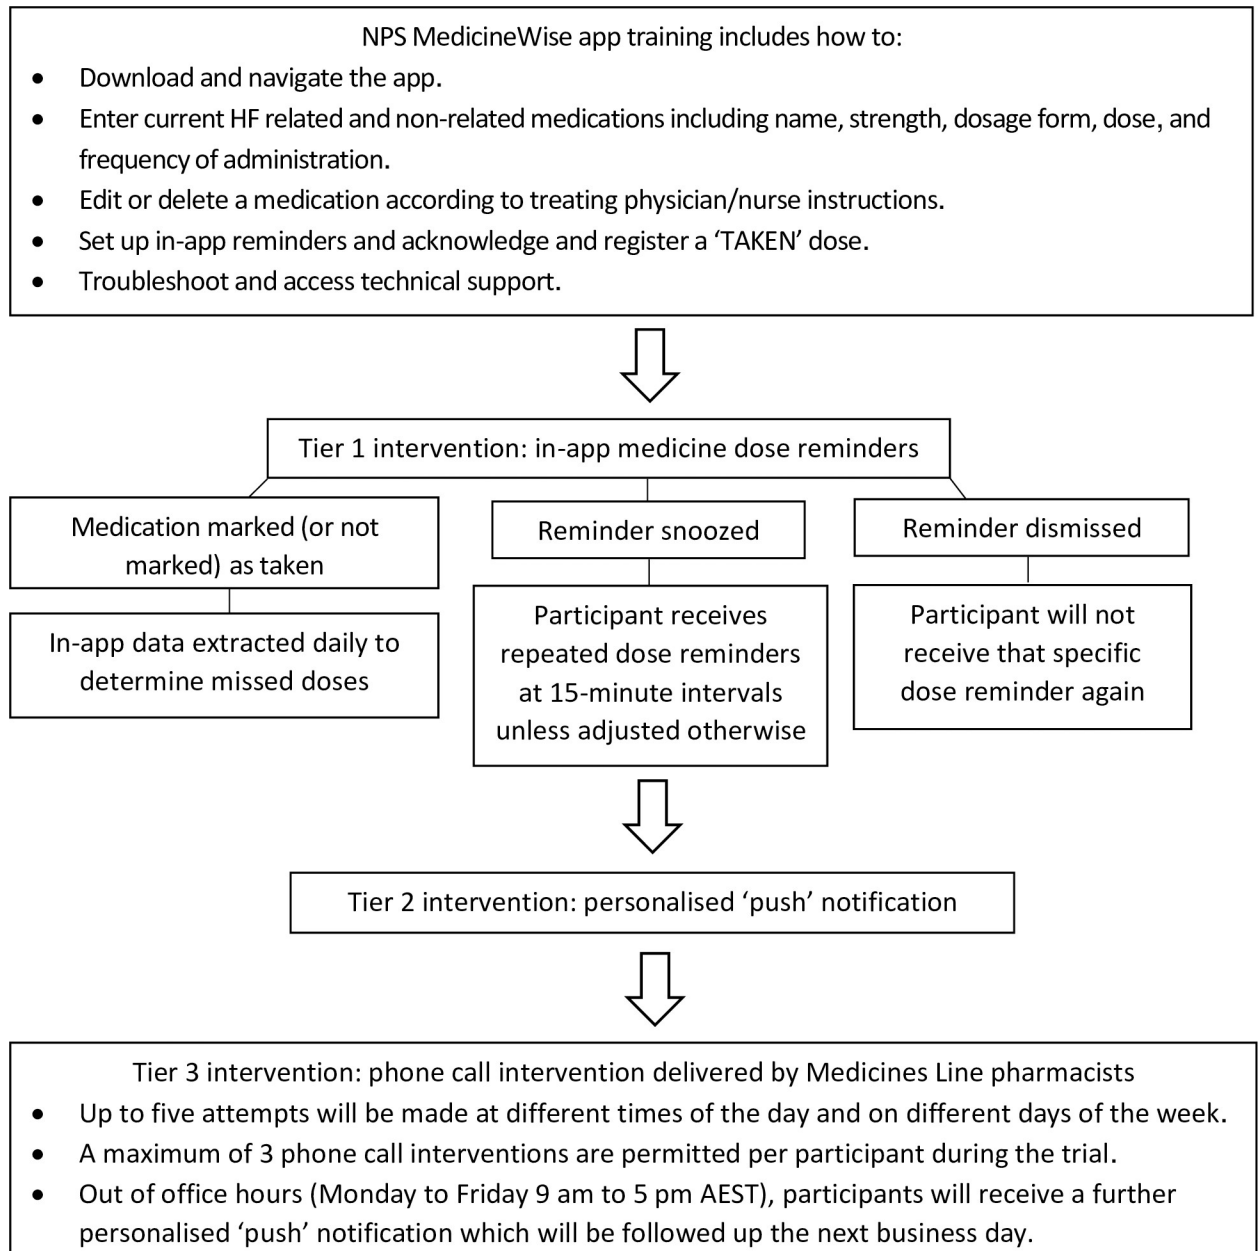 NPS MedicineWise app training includes how to:
• Download and navigate the app.
• Enter current HF related and non-related medications including name, strength, dosage form, dose, and
frequency of administration.
• Edit or delete a medication according to treating physician/nurse instructions.
• Set up in-app reminders and acknowledge and register a ‘TAKEN’ dose.
• Troubleshoot and access technical support.
Tier 1 intervention: in-app medicine dose reminders
Medication marked (or not
marked) as taken
In-app data extracted daily to
determine missed doses
Reminder snoozed
Participant receives
repeated dose reminders
at 15-minute intervals
unless adjusted otherwise
Reminder dismissed
Participant will not
receive that specific
dose reminder again
Tier 2 intervention: personalised ‘push’ notification
Tier 3 intervention: phone call intervention delivered by Medicines Line pharmacists
• Up to five attempts will be made at different times of the day and on different days of the week.
• A maximum of 3 phone call interventions are permitted per participant during the trial.
• Out of office hours (Monday to Friday 9 am to 5 pm AEST), participants will receive a further
personalised ‘push’ notification which will be followed up the next business day.